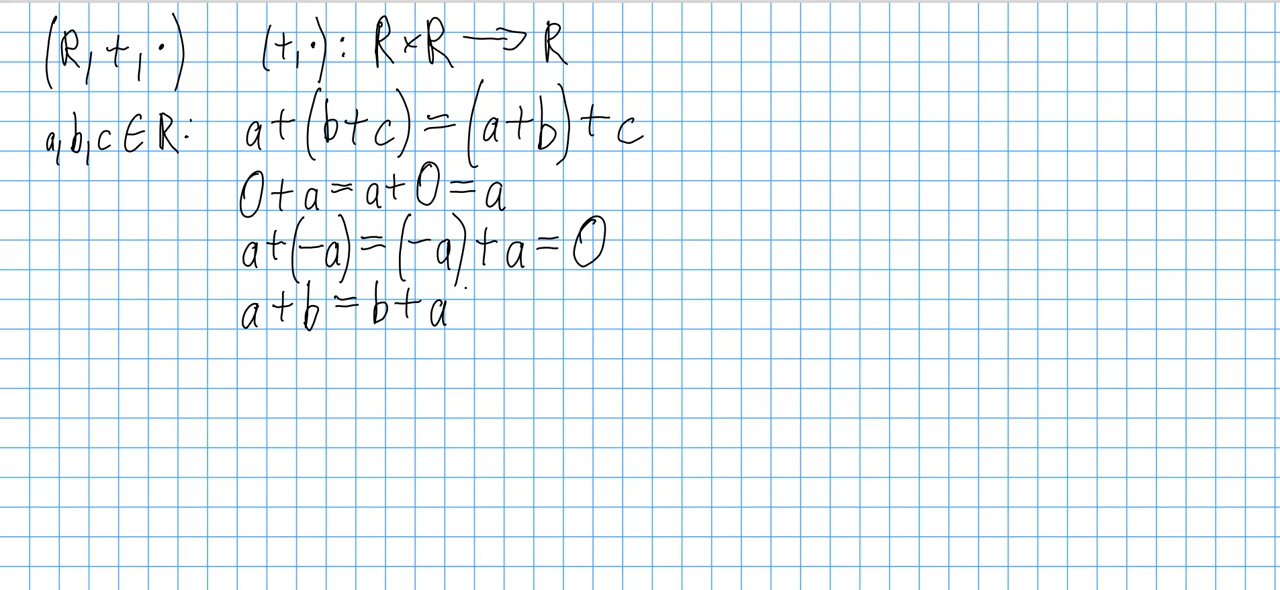 (R, +, ·) (+, ·): R×R → R
a, b, c ∈ R: a+(b+c)=(a+b)+c
0+a=a+0=a
a+(-a)=(-a)+a=0
a+b=b+a